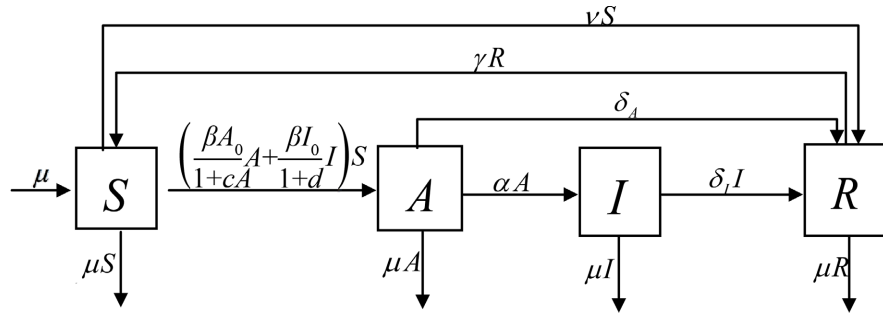 νS
γR
δ_A
(βA₀/1+cA A+βI₀/1+d I)S
μ
S
A
αA
I
δ_I I
R
μS
μA
μI
μR